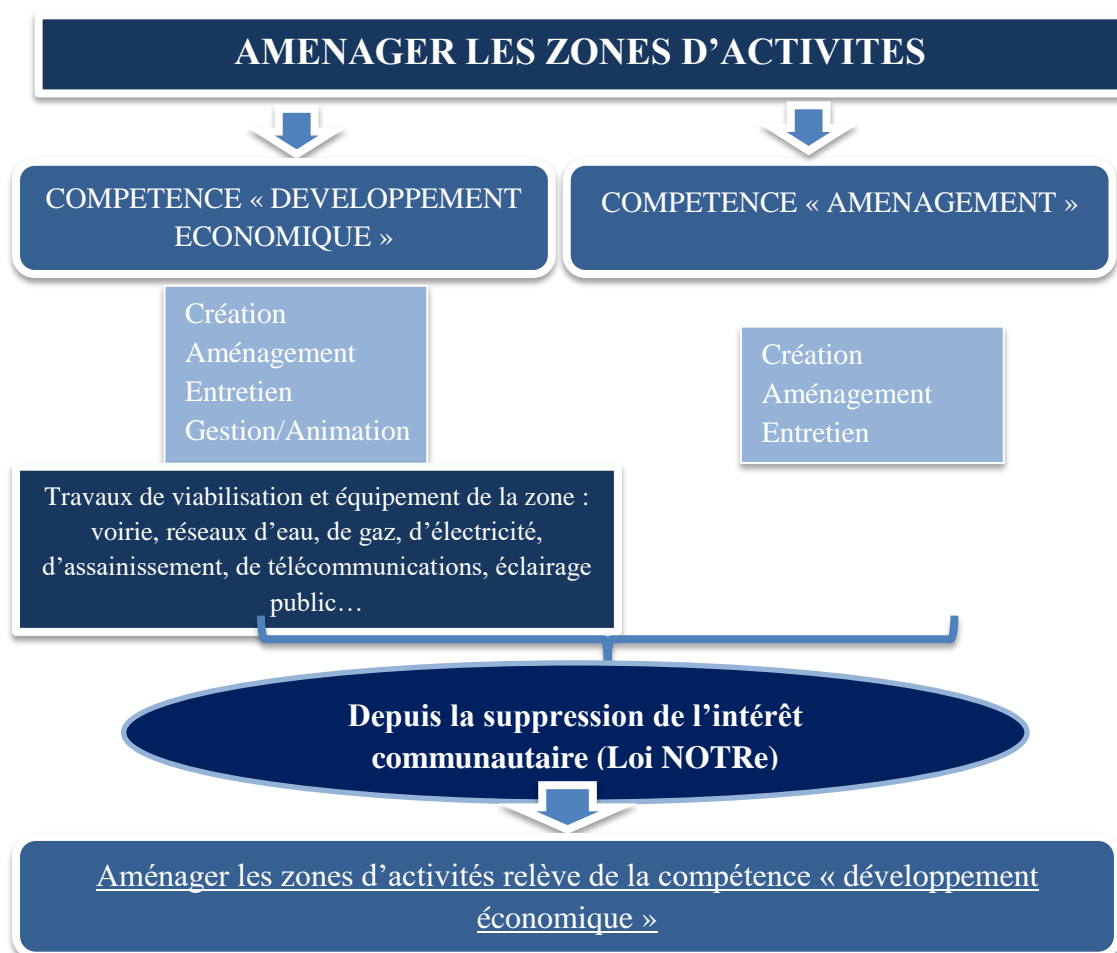 AMENAGER LES ZONES D’ACTIVITES
COMPETENCE « DEVELOPPEMENT
ECONOMIQUE »
COMPETENCE « AMENAGEMENT »
Création
Aménagement
Entretien
Gestion/Animation
Création
Aménagement
Entretien
Travaux de viabilisation et équipement de la zone :
voirie, réseaux d’eau, de gaz, d’électricité,
d’assainissement, de télécommunications, éclairage
public…
Depuis la suppression de l’intérêt
communautaire (Loi NOTRe)
Aménager les zones d’activités relève de la compétence « développement
économique »